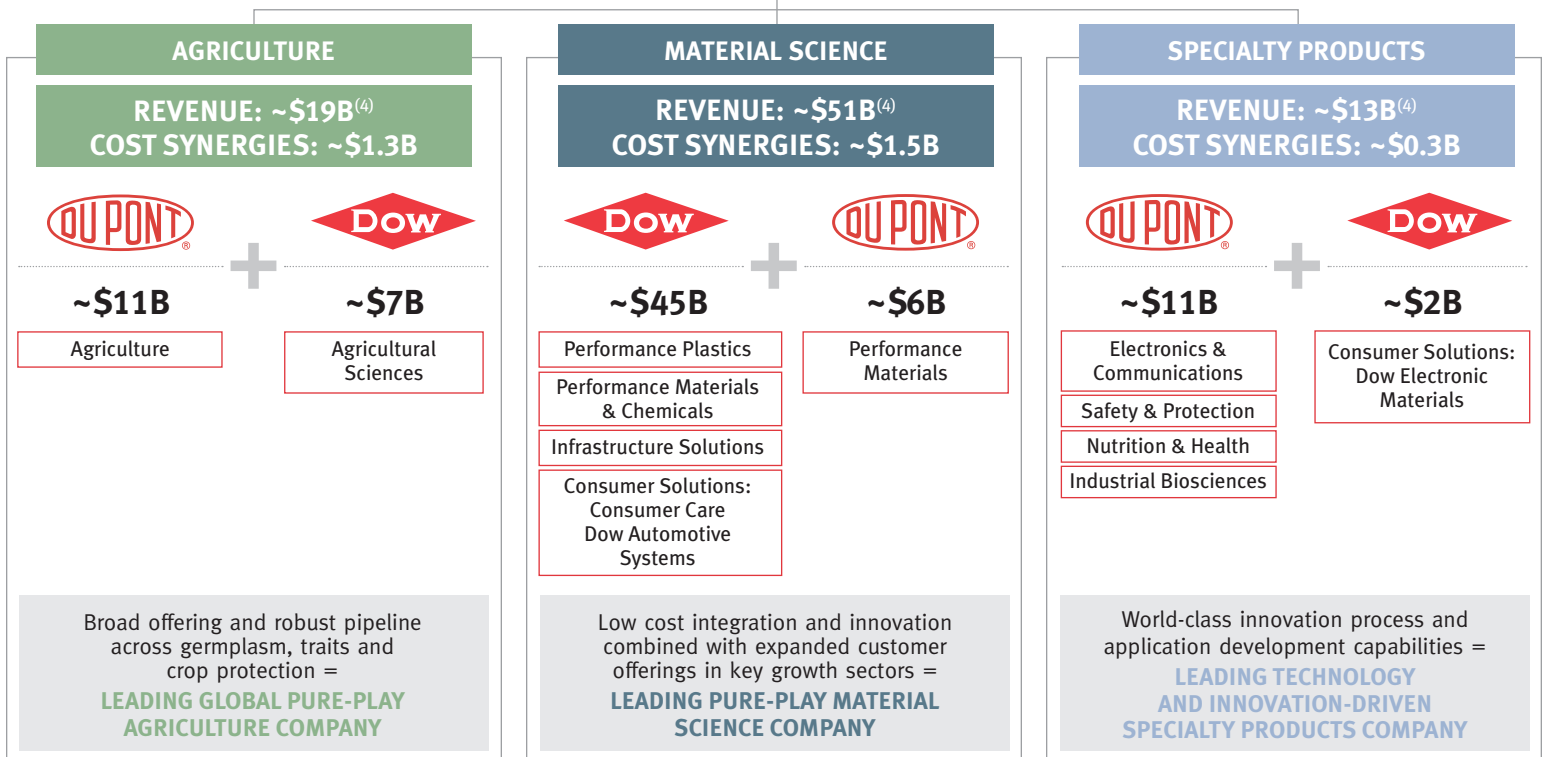 AGRICULTURE
REVENUE: ~$19B(4)
COST SYNERGIES: ~$1.3B
DU PONT®
Dow
~$11B
+
~$7B
Agriculture
Agricultural
Sciences
Broad offering and robust pipeline
across germplasm, traits and
crop protection =
LEADING GLOBAL PURE-PLAY
AGRICULTURE COMPANY
MATERIAL SCIENCE
REVENUE: ~$51B(4)
COST SYNERGIES: ~$1.5B
Dow
DU PONT®
~$45B
+
~$6B
Performance Plastics
Performance Materials
& Chemicals
Infrastructure Solutions
Consumer Solutions:
Consumer Care
Dow Automotive
Systems
Performance
Materials
Low cost integration and innovation
combined with expanded customer
offerings in key growth sectors =
LEADING PURE-PLAY MATERIAL
SCIENCE COMPANY
SPECIALTY PRODUCTS
REVENUE: ~$13B(4)
COST SYNERGIES: ~$0.3B
DU PONT®
Dow
~$11B
+
~$2B
Electronics &
Communications
Safety & Protection
Nutrition & Health
Industrial Biosciences
Consumer Solutions:
Dow Electronic
Materials
World-class innovation process and
application development capabilities =
LEADING TECHNOLOGY
AND INNOVATION-DRIVEN
SPECIALTY PRODUCTS COMPANY